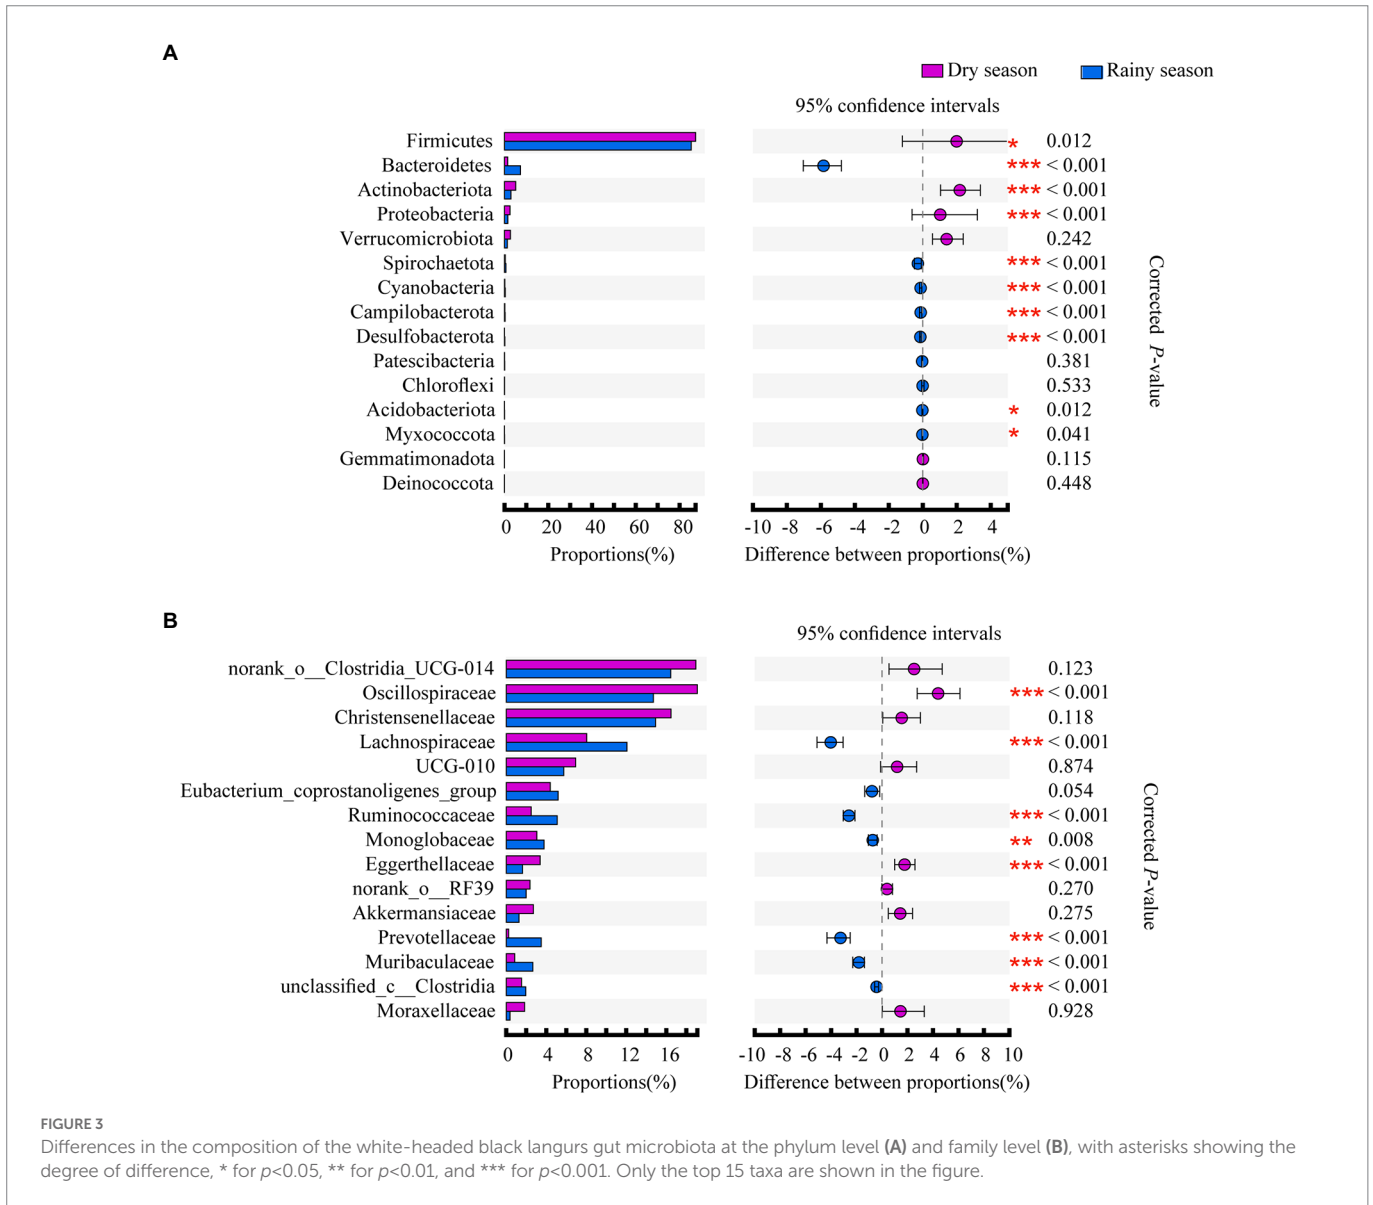 A
Dry season Rainy season
95% confidence intervals
Firmicutes * 0.012
Bacteroidetes *** < 0.001
Actinobacteriota *** < 0.001
Proteobacteria *** < 0.001
Verrucomicrobiota 0.242
Spirochaetota *** < 0.001
Cyanobacteria *** < 0.001
Campilobacterota *** < 0.001
Desulfobacterota *** < 0.001
Patescibacteria 0.381
Chloroflexi 0.533
Acidobacteriota * 0.012
Myxococcota * 0.041
Gemmatimonadota 0.115
Deinococcota 0.448
Corrected P-value
0 20 40 60 80 -10 -8 -6 -4 -2 0 2 4
Proportions(%) Difference between proportions(%)
B
95% confidence intervals
norank_o__Clostridia_UCG-014 0.123
Oscillospiraceae *** < 0.001
Christensenellaceae 0.118
Lachnospiraceae *** < 0.001
UCG-010 0.874
Eubacterium_coprostanoligenes_group 0.054
Ruminococcaceae *** < 0.001
Monoglobaceae ** 0.008
Eggerthellaceae *** < 0.001
norank_o__RF39 0.270
Akkermansiaceae 0.275
Prevotellaceae *** < 0.001
Muribaculaceae *** < 0.001
unclassified_c__Clostridia *** < 0.001
Moraxellaceae 0.928
Corrected P-value
0 4 8 12 16 -10 -8 -6 -4 -2 0 2 4 6 8 10
Proportions(%) Difference between proportions(%)
FIGURE 3
Differences in the composition of the white-headed black langurs gut microbiota at the phylum level (A) and family level (B), with asterisks showing the
degree of difference, * for p<0.05, ** for p<0.01, and *** for p<0.001. Only the top 15 taxa are shown in the figure.